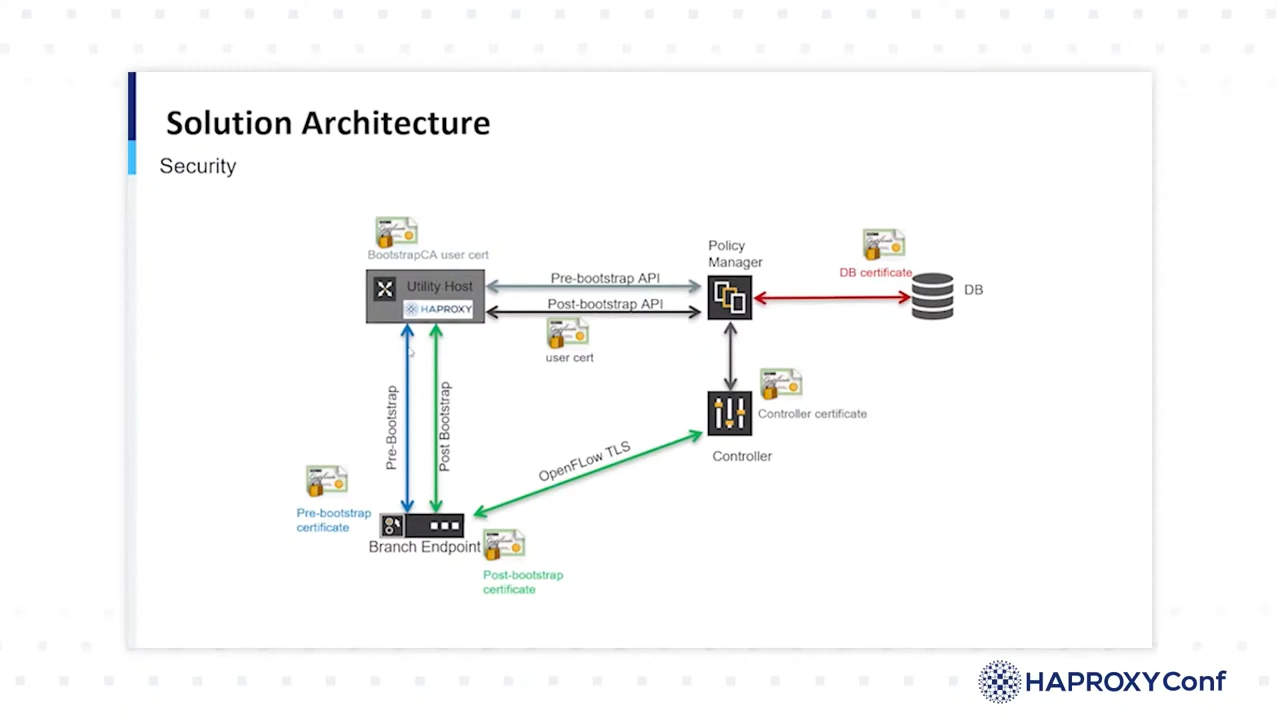 Solution Architecture
Security
BootstrapCA user cert
Utility Host
HAPROXY
Pre-bootstrap API
Post-bootstrap API
user cert
Policy
Manager
DB certificate
DB
Pre-Bootstrap
Post Bootstrap
OpenFLow TLS
Controller certificate
Controller
Pre-bootstrap
certificate
Branch Endpoint
Post-bootstrap
certificate
HAPROXYConf